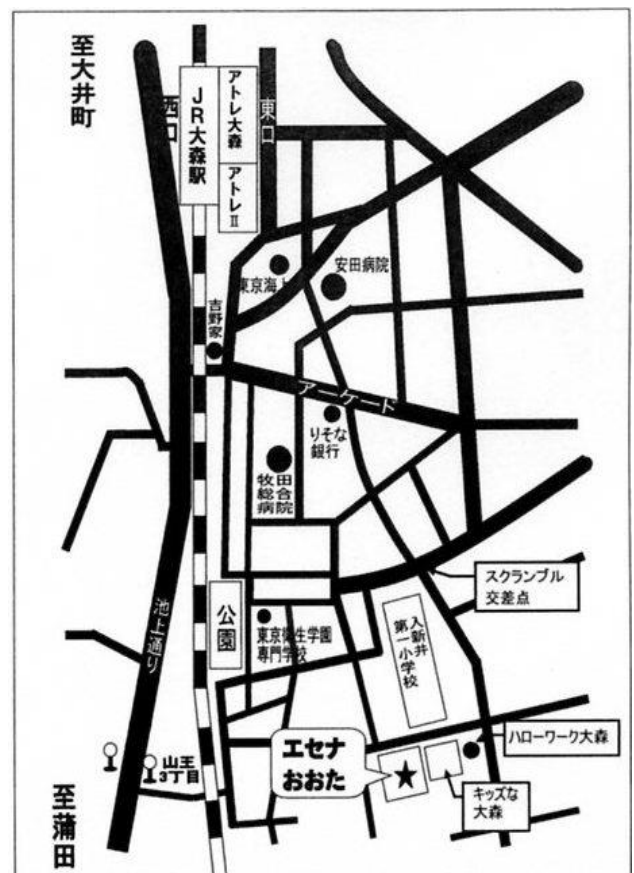 至大井町
西口
JR大森駅
アトレ大森
アトレⅡ
東口
東京海上
安田病院
吉野家
アーケード
りそな
銀行
牧田
総合
病院
スクランブル
交差点
池上通り
公園
東京衛生学園
専門学校
入新井
第一小学校
ハローワーク大森
エセナ
おおた
キッズな
大森
山王
3丁目
至蒲田